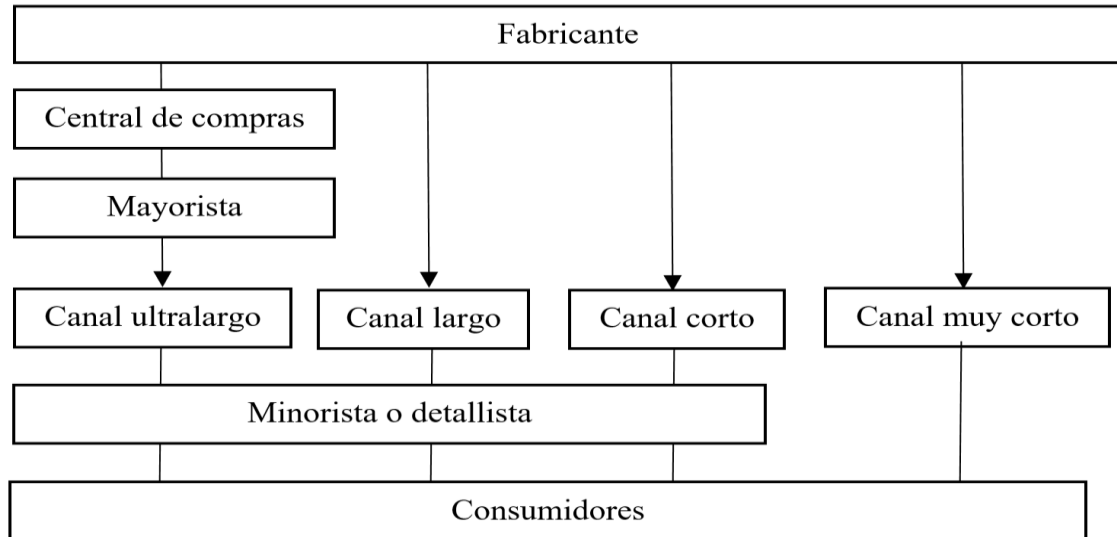 Fabricante
Central de compras
Mayorista
Canal ultralargo
Canal largo
Canal corto
Canal muy corto
Minorista o detallista
Consumidores